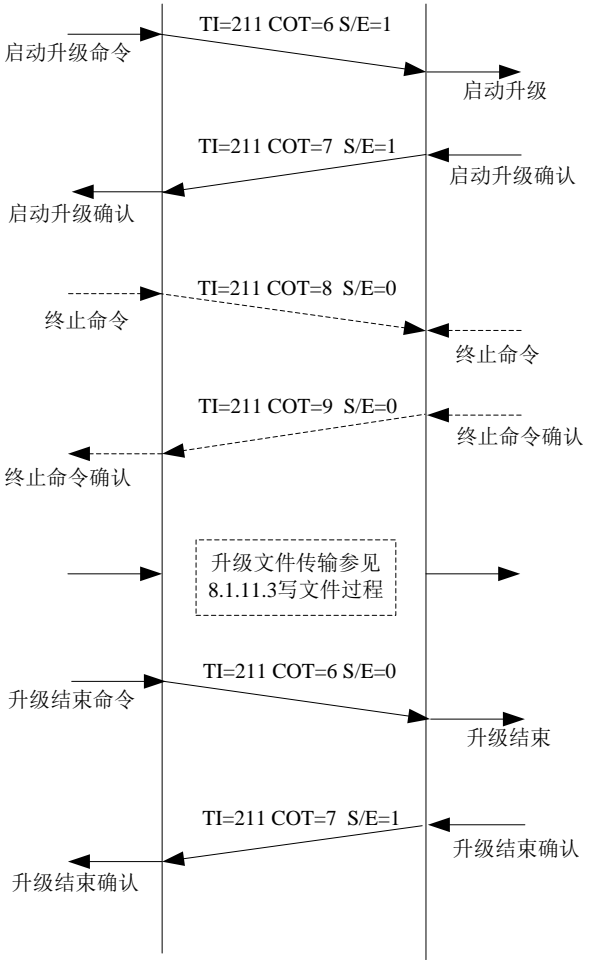 TI=211 COT=6 S/E=1
启动升级命令
启动升级
TI=211 COT=7 S/E=1
启动升级确认
启动升级确认
TI=211 COT=8 S/E=0
终止命令
终止命令
TI=211 COT=9 S/E=0
终止命令确认
终止命令确认
升级文件传输参见
8.1.11.3写文件过程
TI=211 COT=6 S/E=0
升级结束命令
升级结束
TI=211 COT=7 S/E=1
升级结束确认
升级结束确认